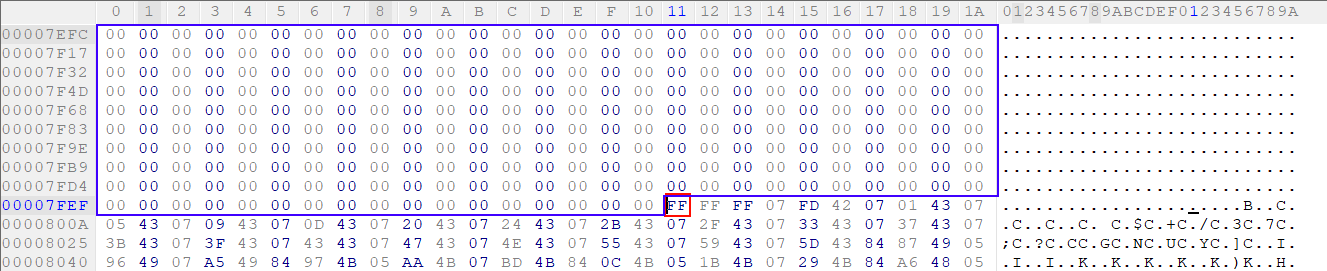 0 1 2 3 4 5 6 7 8 9 A B C D E F 10 11 12 13 14 15 16 17 18 19 1A 0123456789ABCDEF0123456789A
00007EFC 00 00 00 00 00 00 00 00 00 00 00 00 00 00 00 00 00 00 00 00 00 00 00 00 00 00 00 ...........................
00007F17 00 00 00 00 00 00 00 00 00 00 00 00 00 00 00 00 00 00 00 00 00 00 00 00 00 00 00 ...........................
00007F32 00 00 00 00 00 00 00 00 00 00 00 00 00 00 00 00 00 00 00 00 00 00 00 00 00 00 00 ...........................
00007F4D 00 00 00 00 00 00 00 00 00 00 00 00 00 00 00 00 00 00 00 00 00 00 00 00 00 00 00 ...........................
00007F68 00 00 00 00 00 00 00 00 00 00 00 00 00 00 00 00 00 00 00 00 00 00 00 00 00 00 00 ...........................
00007F83 00 00 00 00 00 00 00 00 00 00 00 00 00 00 00 00 00 00 00 00 00 00 00 00 00 00 00 ...........................
00007F9E 00 00 00 00 00 00 00 00 00 00 00 00 00 00 00 00 00 00 00 00 00 00 00 00 00 00 00 ...........................
00007FB9 00 00 00 00 00 00 00 00 00 00 00 00 00 00 00 00 00 00 00 00 00 00 00 00 00 00 00 ...........................
00007FD4 00 00 00 00 00 00 00 00 00 00 00 00 00 00 00 00 00 00 00 00 00 00 00 00 00 00 00 ...........................
00007FEF 00 00 00 00 00 00 00 00 00 00 00 00 00 00 00 00 00 FF FF FF 07 FD 42 07 01 43 07 ......................B..C.
0000800A 05 43 07 09 43 07 0D 43 07 20 43 07 24 43 07 2B 43 07 2F 43 07 33 43 07 37 43 07 .C..C..C. C.$C.+C./C.3C.7C.
00008025 3B 43 07 3F 43 07 43 43 07 47 43 07 4E 43 07 55 43 07 59 43 07 5D 43 84 87 49 05 ;C.?C.CC.GC.NC.UC.YC.]C..I.
00008040 96 49 07 A5 49 84 97 4B 05 AA 4B 07 BD 4B 84 0C 4B 05 1B 4B 07 29 4B 84 A6 48 05 .I..I..K..K..K..K..K.)K..H.